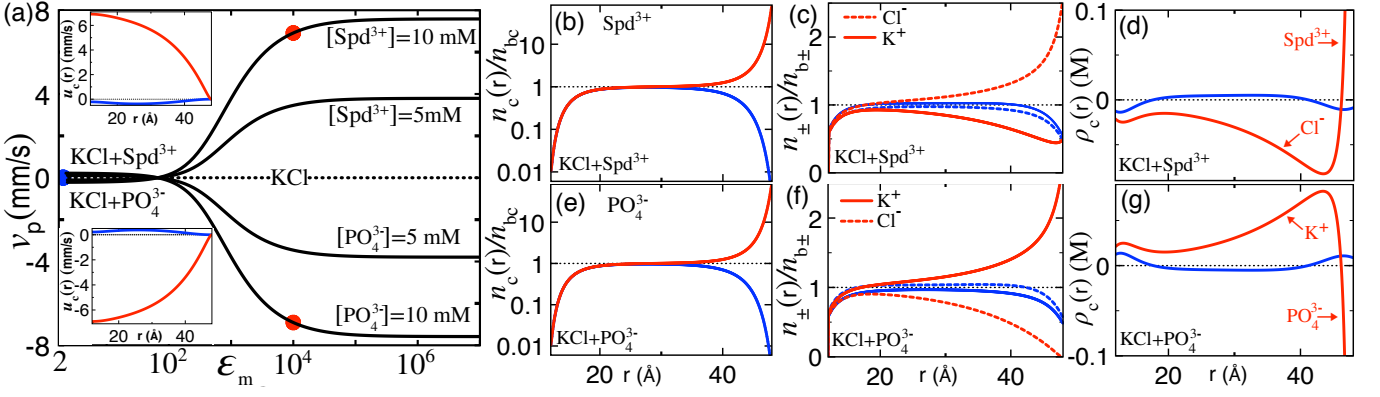 (a)
u_c(r) (mm/s)
6
4
2
0
20
40
r (Å)
ν_p (mm/s)
8
4
0
-4
-8
[Spd³⁺]=10 mM
[Spd³⁺]=5mM
KCl+Spd³⁺
KCl
KCl+PO₄³⁻
[PO₄³⁻]=5 mM
[PO₄³⁻]=10 mM
u_c(r) (mm/s)
0
-2
-4
-6
20
r (Å)
40
2
10²
ε_m
10⁴
10⁶
(b)
Spd³⁺
n_c(r)/n_bc
10
1
0.1
0.01
KCl+Spd³⁺
(c)
Cl⁻
K⁺
n_±(r)/n_b±
2
1
0
KCl+Spd³⁺
(d)
Spd³⁺
ρ_c(r) (M)
0.1
0
-0.1
Cl⁻
KCl+Spd³⁺
(e)
PO₄³⁻
n_c(r)/n_bc
10
1
0.1
0.01
KCl+PO₄³⁻
20
r (Å)
40
(f)
K⁺
Cl⁻
n_±(r)/n_b±
2
1
0
KCl+PO₄³⁻
20
r (Å)
40
(g)
K⁺
ρ_c(r) (M)
0
-0.1
PO₄³⁻
KCl+PO₄³⁻
20
r (Å)
40